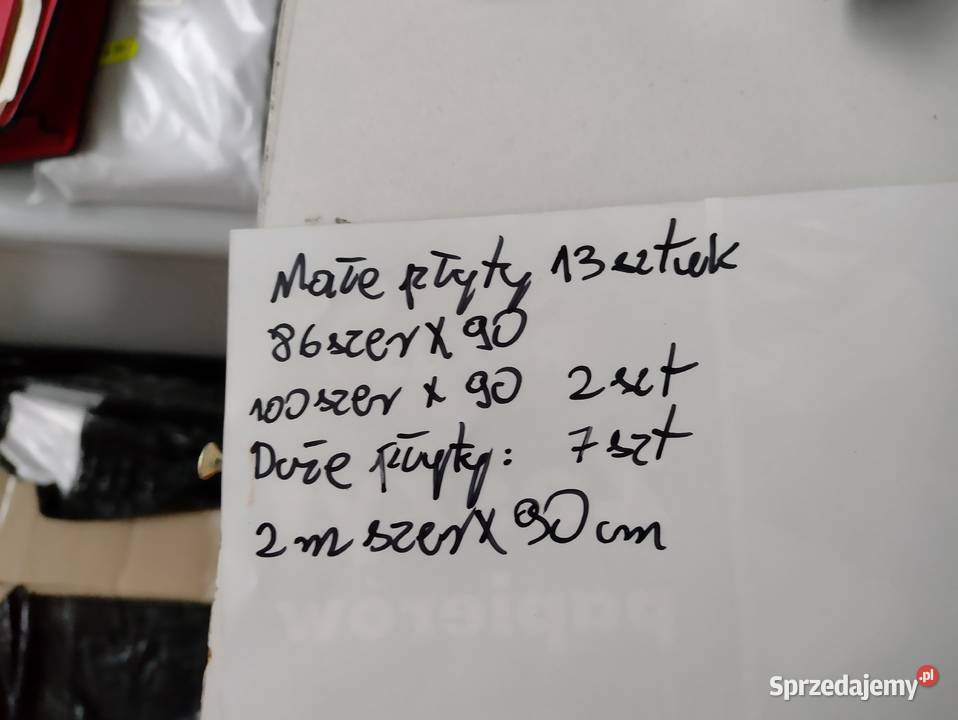 Małe płyty 13 sztuk
86 szer x 90
100 szer x 90 2 szt
Duże płyty: 7 szt
2 m szer x 90 cm
papierów
Sprzedajemy.pl